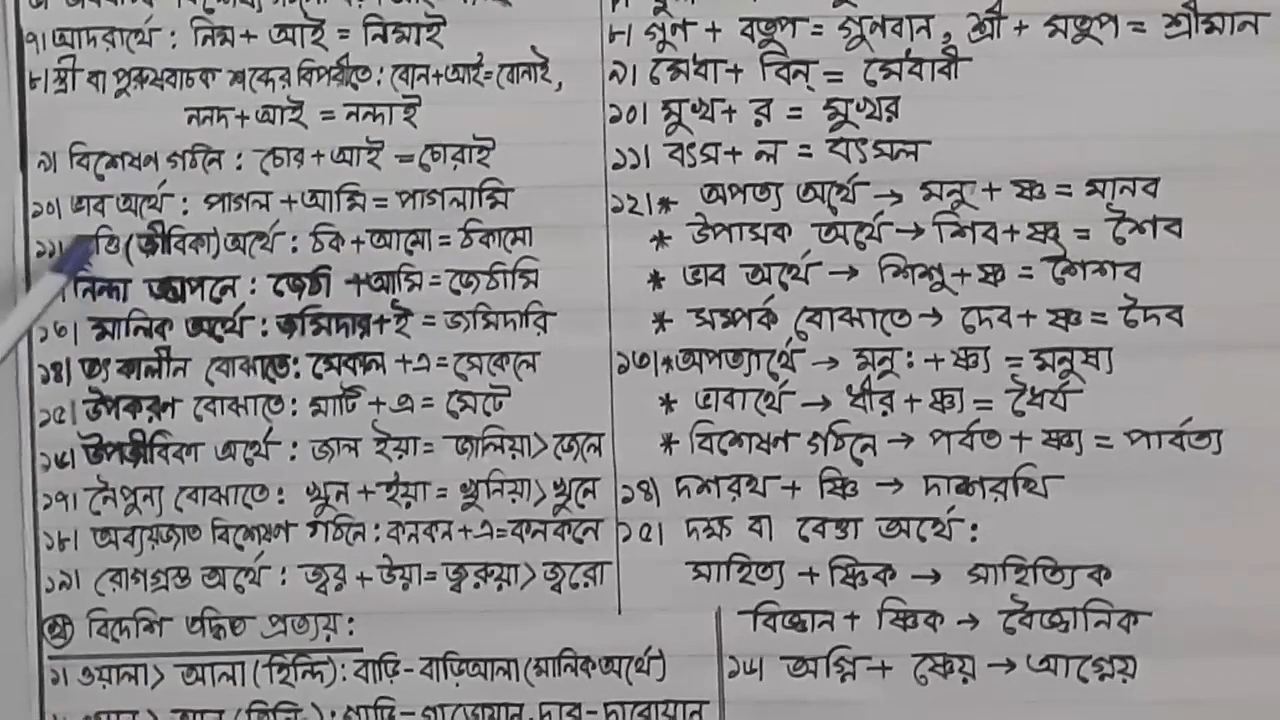 ৭। আদরার্থে : নিম + আই = নিমাই
৮। স্ত্রী বা পুরুষবাচক শব্দের বিপরীতে : বোন+আই=বোনাই,
ননদ + আই = নন্দাই
৯। বিশেষণ গঠনে : চোর + আই = চোরাই
১০। ভাব অর্থে : পাগল + আমি = পাগলামি
১১। (জীবিকা) অর্থে : ঠক + আমো = ঠকামো
নিন্দা জ্ঞাপনে : জেঠা + আমি = জেঠামি
১৩। মালিক অর্থে : জমিদার + ই = জমিদারি
১৪। তৎকালীন বোঝাতে : সেকাল + এ = সেকেলে
১৫। উপকরণ বোঝাতে : মাটি + এ = মেটে
১৬। উপজীবিকা অর্থে : জাল ইয়া = জালিয়া > জেলে
১৭। নৈপুন্য বোঝাতে : খুন + ইয়া = খুনিয়া > খুনে
১৮। অব্যয়জাত বিশেষণ গঠনে : কনকন + এ = কনকনে
১৯। রোগগ্রস্ত অর্থে : জ্বর + উয়া = জ্বরুয়া > জ্বরো
বিদেশি তদ্ধিত প্রত্যয় :
১। ওয়ালা > আলা (হিন্দি) : বাড়ি - বাড়িআলা (মালিক অর্থে)
(হিন্দি) : গাড়ি - গাড়োয়ান, দার - দারোয়ান
৮। গুণ + বতুপ = গুণবান, শ্রী + মতুপ = শ্রীমান
৯। মেধা + বিন্ = মেধাবী
১০। মুখ + র = মুখর
১১। বৎস + ল = বৎসল
১২। * অপত্য অর্থে → মনু + ষ্ণ = মানব
* উপাসক অর্থে → শিব + ষ্ণ = শৈব
* ভাব অর্থে → শিশু + ষ্ণ = শৈশব
* সম্পর্ক বোঝাতে → দেব + ষ্ণ = দৈব
১৩। * অপত্যার্থে → মনু: + ষ্ণ্য = মনুষ্য
* ভাবার্থে → ধীর + ষ্ণ্য = ধৈর্য
* বিশেষণ গঠনে → পর্বত + ষ্ণ্য = পার্বত্য
১৪। দশরথ + ষ্ণি → দাশরথি
১৫। দক্ষ বা বেত্তা অর্থে :
সাহিত্য + ষ্ণিক → সাহিত্যিক
বিজ্ঞান + ষ্ণিক → বৈজ্ঞানিক
১৬। অগ্নি + ষ্ণেয় → আগ্নেয়